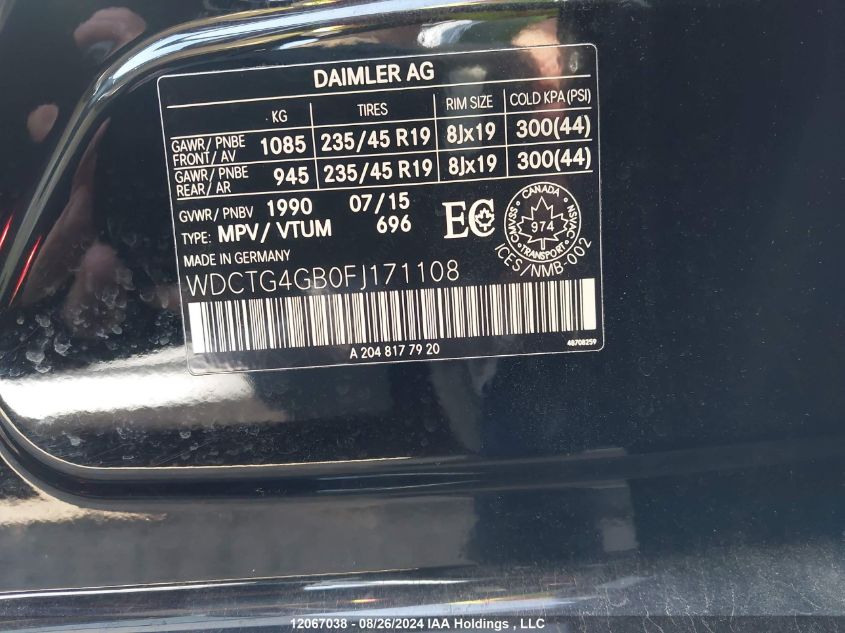 DAIMLER AG
KG TIRES RIM SIZE COLD KPA (PSI)
GAWR/ PNBE FRONT/ AV 1085 235/45 R19 8Jx19 300(44)
GAWR/ PNBE REAR/ AR 945 235/45 R19 8Jx19 300(44)
GVWR/ PNBV 1990 07/15
TYPE: MPV/ VTUM 696
EC
CANADA
CMVSS 974 NSVAC
TRANSPORT
ICES/NMB-002
MADE IN GERMANY
WDCTG4GB0FJ171108
A 204 817 79 20
48708259
12067038 - 08/26/2024 IAA Holdings , LLC